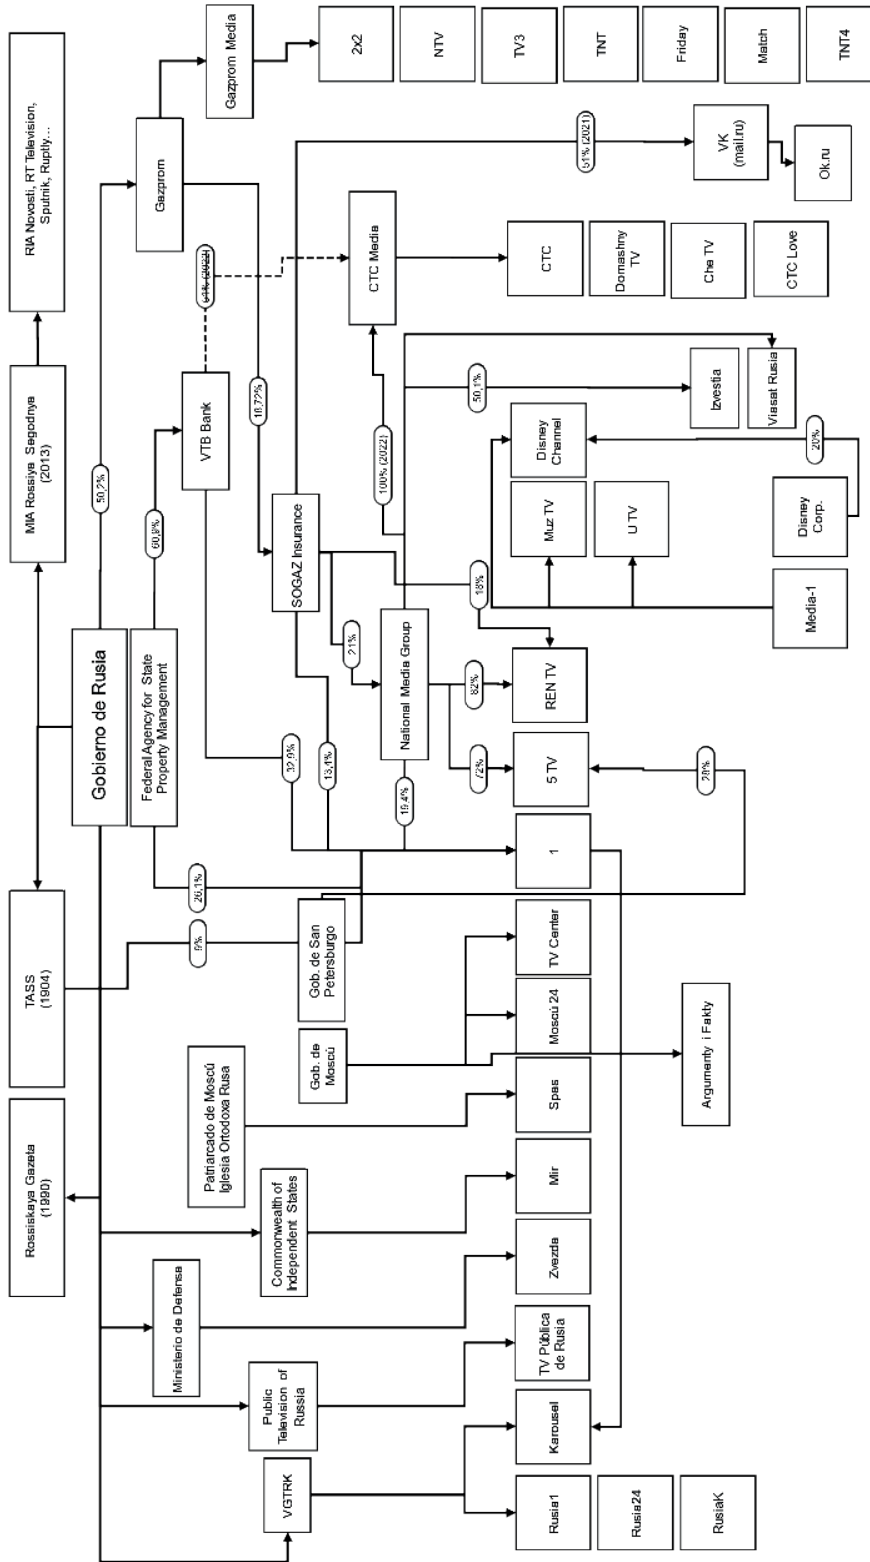 Rossiskaya Gazeta
(1990)
TASS
(1904)
MIA Rossiya Segodnya
(2013)
RIA Novosti, RT Television,
Sputnik, Ruptly...
Gobierno de Rusia
50,2%
Gazprom
Ministerio de Defensa
Federal Agency for State
Property Management
60,9%
VTB Bank
(2022)
Gazprom Media
Patriarcado de Moscú
Iglesia Ortodoxa Rusa
9%
26,1%
Public
Television of
Russia
Commonwealth of
Independent States
VGTRK
Gob. de
Moscú
Gob. de San
Petersburgo
32,9%
13,4%
SOGAZ Insurance
21%
19,4%
National Media Group
100% (2022)
CTC Media
72%
82%
18%
Rusia1
Karousel
TV Pública
de Rusia
Zvezda
Mir
Spas
Moscú 24
TV Center
1
5 TV
REN TV
Muz TV
Disney
Channel
CTC
2x2
NTV
TV3
TNT
Friday
Match
TNT4
51% (2021)
Rusia24
U TV
Domashny
TV
RusiaK
Argumenty i Fakty
28%
50,1%
Izvestia
Che TV
VK
(mail.ru)
Viasat Rusia
CTC Love
Media-1
Disney
Corp.
20%
Ok.ru